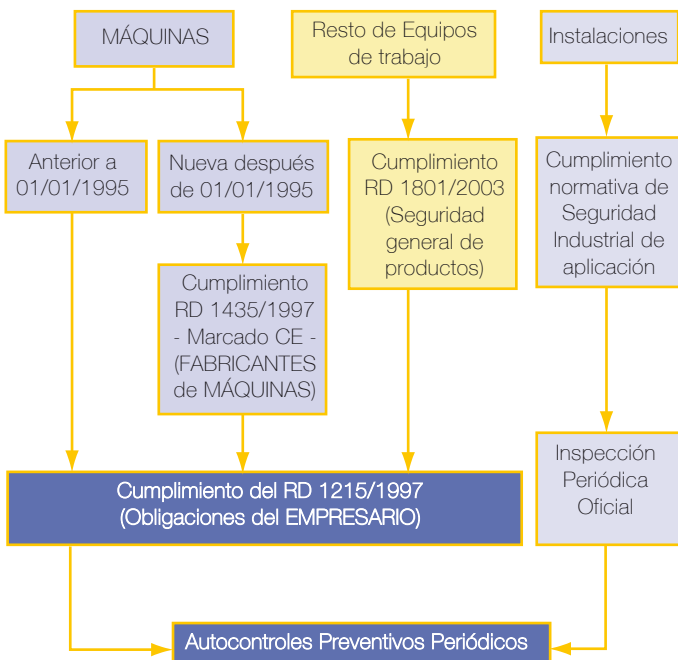 MÁQUINAS
Resto de Equipos
de trabajo
Instalaciones
Anterior a
01/01/1995
Nueva después
de 01/01/1995
Cumplimiento
RD 1801/2003
(Seguridad
general de
productos)
Cumplimiento
normativa de
Seguridad
Industrial de
aplicación
Cumplimiento
RD 1435/1997
- Marcado CE -
(FABRICANTES
de MÁQUINAS)
Inspección
Periódica
Oficial
Cumplimiento del RD 1215/1997
(Obligaciones del EMPRESARIO)
Autocontroles Preventivos Periódicos